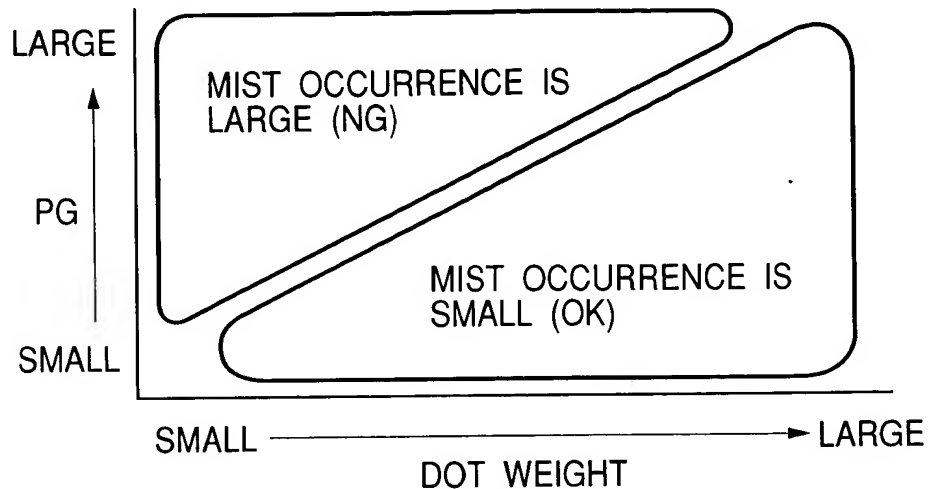 LARGE
MIST OCCURRENCE IS
LARGE (NG)
PG
MIST OCCURRENCE IS
SMALL (OK)
SMALL
SMALL
LARGE
DOT WEIGHT